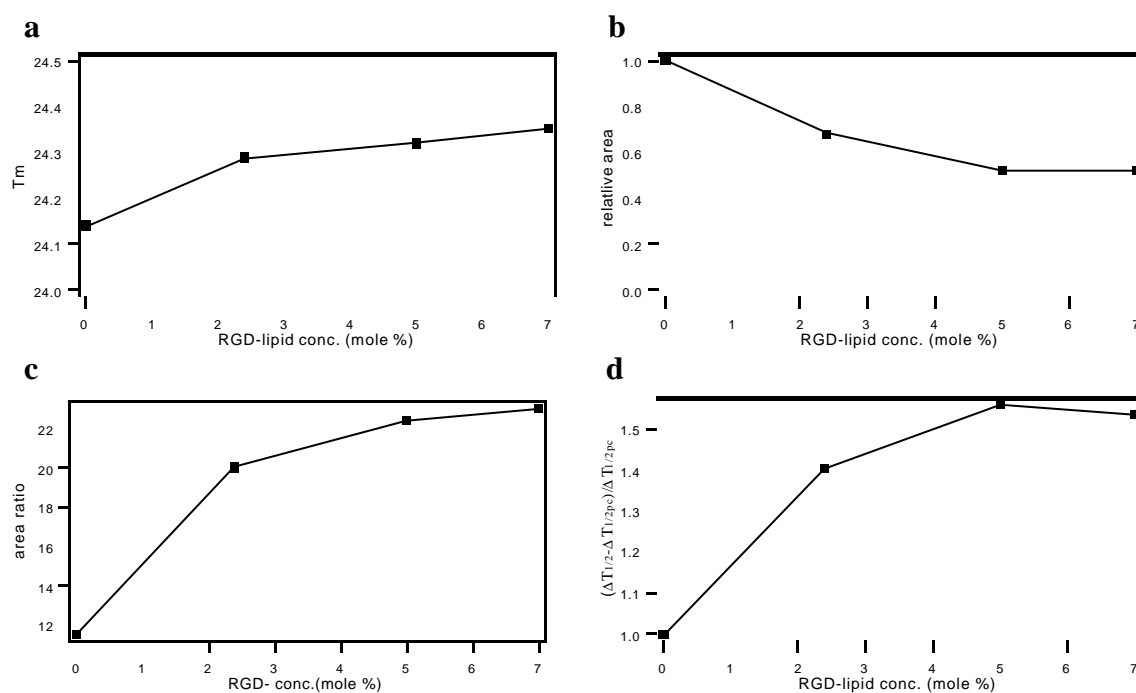 a
24.5
24.4
24.3
24.2
24.1
24.0
Tm
0 1 2 3 4 5 6 7
RGD-lipid conc. (mole %)
b
1.0
0.8
0.6
0.4
0.2
0.0
relatlive area
0 1 2 3 4 5 6 7
RGD-lipid conc. (mole %)
c
22
20
18
16
14
12
area ratio
0 1 2 3 4 5 6 7
RGD- conc.(mole %)
d
1.5
1.4
1.3
1.2
1.1
1.0
(ΔT1/2-ΔT1/2pc)/ΔT1/2pc
0 1 2 3 4 5 6 7
RGD-lipid conc. (mole %)